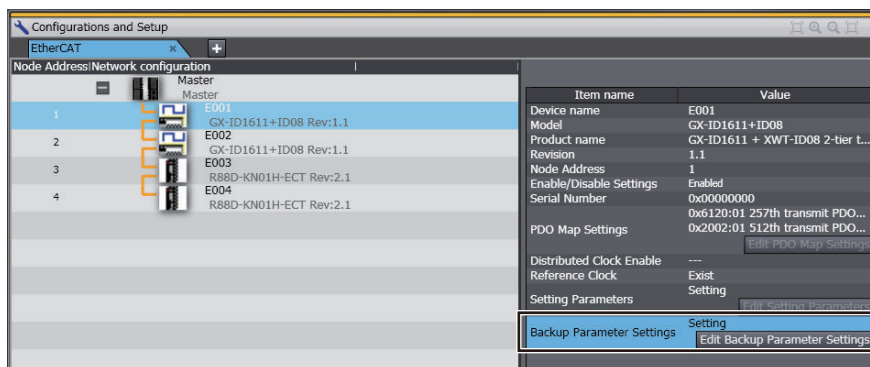 Configurations and Setup
EtherCAT × +
Node Address|Network configuration
Master
Master
1 E001
GX-ID1611+ID08 Rev:1.1
2 E002
GX-ID1611+ID08 Rev:1.1
3 E003
R88D-KN01H-ECT Rev:2.1
4 E004
R88D-KN01H-ECT Rev:2.1
Item name Value
Device name E001
Model GX-ID1611+ID08
Product name GX-ID1611 + XWT-ID08 2-tier t...
Revision 1.1
Node Address 1
Enable/Disable Settings Enabled
Serial Number 0x00000000
0x6120:01 257th transmit PDO...
PDO Map Settings 0x2002:01 512th transmit PDO...
Edit PDO Map Settings
Distributed Clock Enable ---
Reference Clock Exist
Setting Parameters Setting
Edit Setting Parameters
Backup Parameter Settings Setting
Edit Backup Parameter Settings